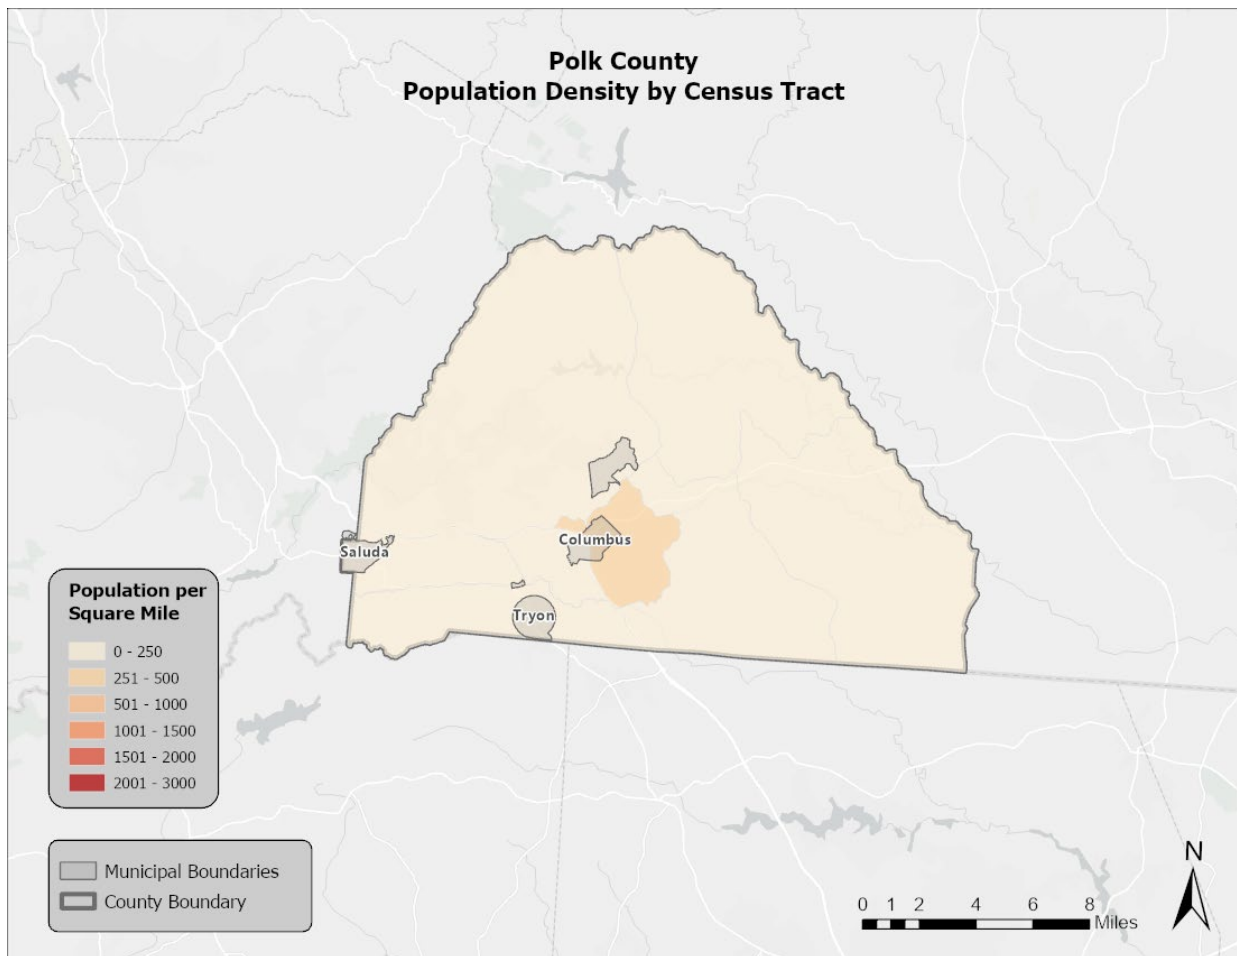 Polk County
Population Density by Census Tract
Columbus
Saluda
Tryon
Population per
Square Mile
0 - 250
251 - 500
501 - 1000
1001 - 1500
1501 - 2000
2001 - 3000
Municipal Boundaries
County Boundary
N
0 1 2 4 6 8
Miles